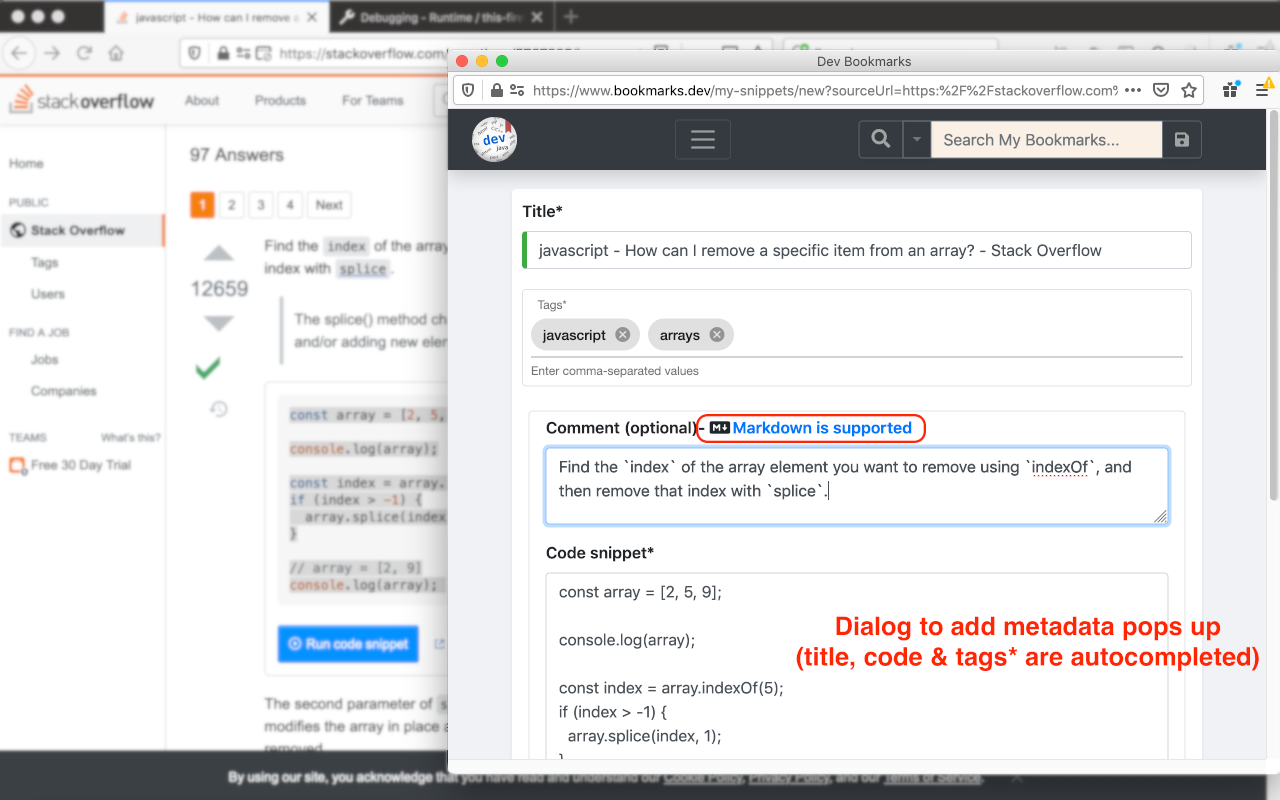 javascript - How can I remove a
Debugging - Runtime / this-fire
https://stackoverflow.com
stackoverflow
About
Products
For Teams
Home
PUBLIC
Stack Overflow
Tags
Users
FIND A JOB
Jobs
Companies
TEAMS
What's this?
Free 30 Day Trial
97 Answers
1
2
3
4
Next
12659
Find the index of the array
index with splice.
The splice() method ch
and/or adding new eler
const array = [2, 5,
console.log(array);
const index = array.
if (index > -1) {
array.splice(index
}
// array = [2, 9]
console.log(array);
Run code snippet
The second parameter of s
modifies the array in place a
removed.
By using our site, you acknowledge that you have read and understand our Cookie Policy, Privacy Policy, and our Terms of Service.
Dev Bookmarks
https://www.bookmarks.dev/my-snippets/new?sourceUrl=https:%2F%2Fstackoverflow.com%
dev
java
Search My Bookmarks...
Title*
javascript - How can I remove a specific item from an array? - Stack Overflow
Tags*
javascript
arrays
Enter comma-separated values
Comment (optional)- Markdown is supported
Find the `index` of the array element you want to remove using `indexOf`, and
then remove that index with `splice`.
Code snippet*
const array = [2, 5, 9];
console.log(array);
const index = array.indexOf(5);
if (index > -1) {
array.splice(index, 1);
}
Dialog to add metadata pops up
(title, code & tags* are autocompleted)